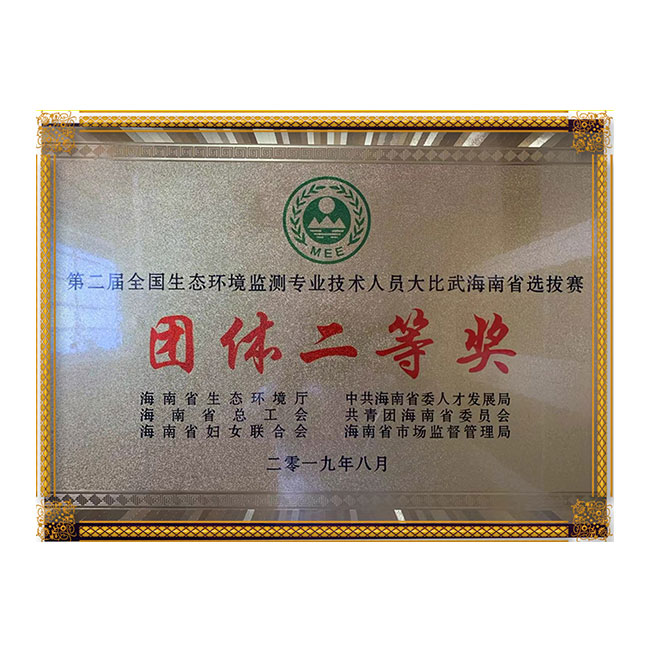 MEE
第二届全国生态环境监测专业技术人员大比武海南省选拔赛
团体二等奖
海南省生态环境厅 中共海南省委人才发展局
海南省总工会 共青团海南省委员会
海南省妇女联合会 海南省市场监督管理局
二零一九年八月